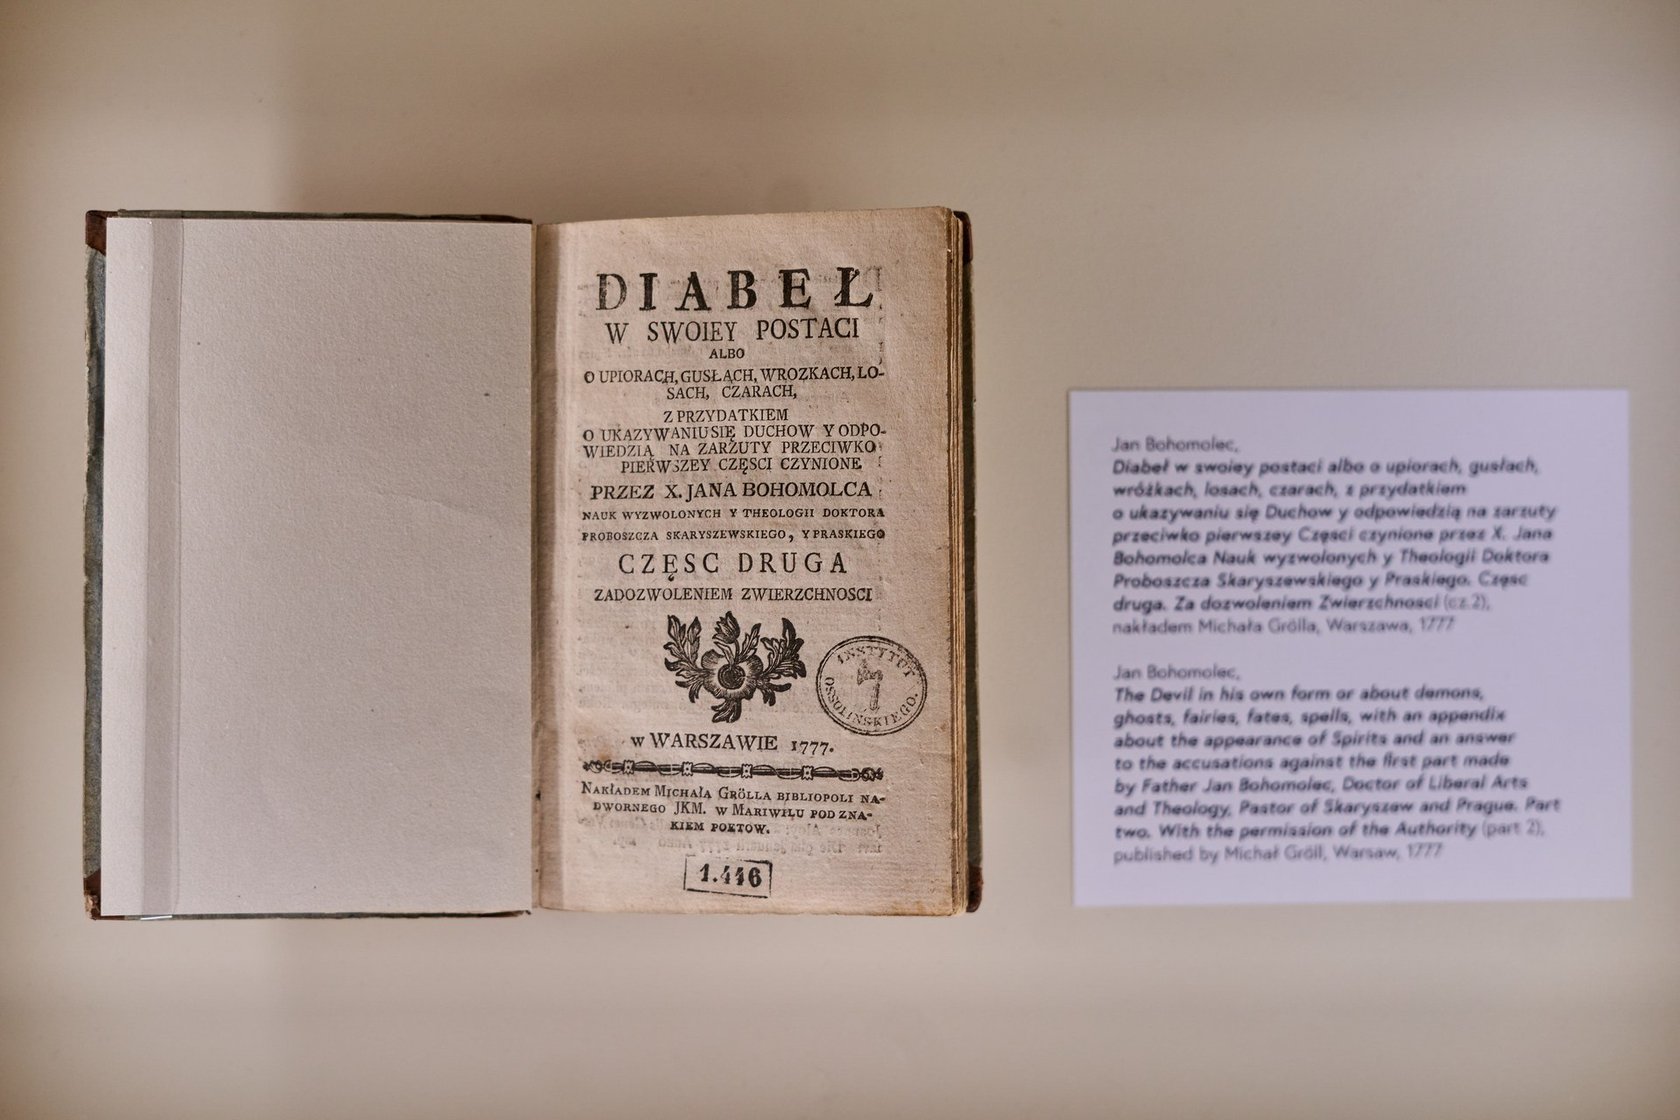 DIABEŁ
W SWOIEY POSTACI
ALBO
O UPIORACH, GUSŁACH, WROZKACH, LO-
SACH, CZARACH,
Z PRZYDATKIEM
O UKAZYWANIU SIĘ DUCHOW Y ODPO-
WIEDZIĄ NA ZARZUTY PRZECIWKO
PIERWSZEY CZĘSCI CZYNIONE
PRZEZ X. JANA BOHOMOLCA
NAUK WYZWOLONYCH Y THEOLOGII DOKTORA
PROBOSZCZA SKARYSZEWSKIEGO, Y PRASKIEGO
CZĘSC DRUGA
ZA DOZWOLENIEM ZWIERZCHNOSCI
INSTITUT OSSOLINSKIEGO.
w WARSZAWIE 1777.
NAKłADEM MICHAłA GRÖLLA BIBLIOPOLI NA-
DWORNEGO JKM. W MARIWILU POD ZNA-
KIEM POETOW.
1.446
Jan Bohomolec,
Diabeł w swoiey postaci albo o upiorach, gusłach,
wróżkach, losach, czarach, z przydatkiem
o ukazywaniu się Duchow y odpowiedzią na zarzuty
przeciwko pierwszey Częsci czynione przez X. Jana
Bohomolca Nauk wyzwolonych y Theologii Doktora
Proboszcza Skaryszewskiego y Praskiego. Częsc
druga. Za dozwoleniem Zwierzchnosci (cz.2),
nakładem Michała Grölla, Warszawa, 1777
Jan Bohomolec,
The Devil in his own form or about demons,
ghosts, fairies, fates, spells, with an appendix
about the appearance of Spirits and an answer
to the accusations against the first part made
by Father Jan Bohomolec, Doctor of Liberal Arts
and Theology, Pastor of Skaryszew and Prague. Part
two. With the permission of the Authority (part 2),
published by Michał Gröll, Warsaw, 1777